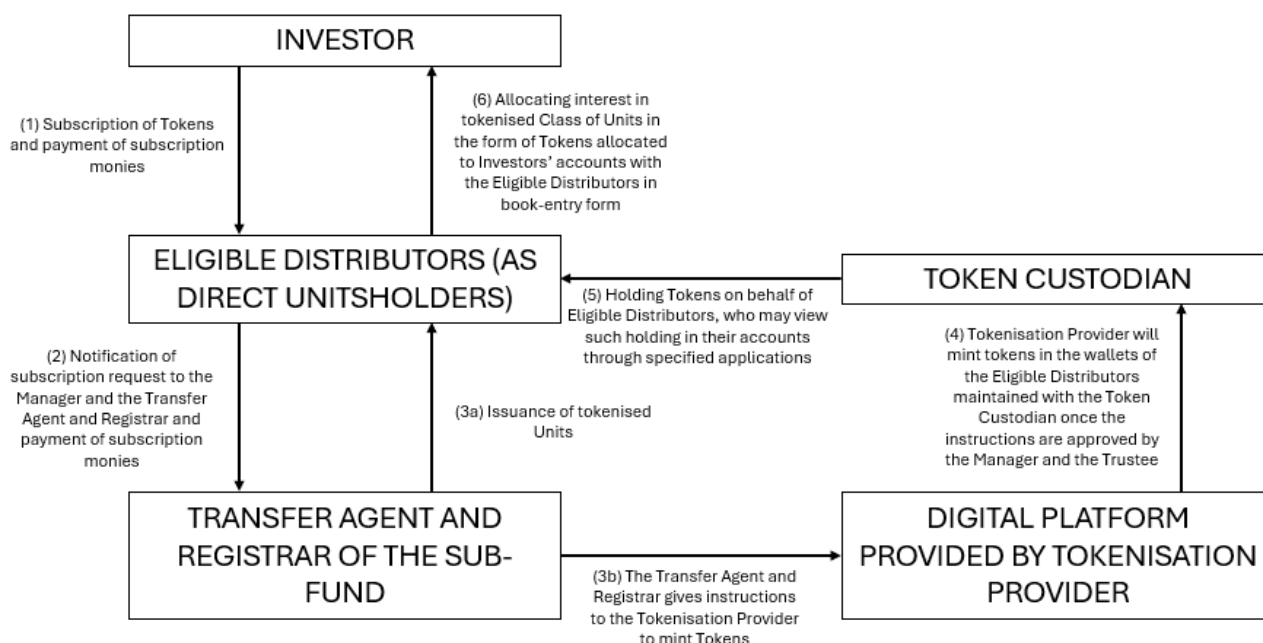 INVESTOR
(1) Subscription of Tokens
and payment of subscription
monies
(6) Allocating interest in
tokenised Class of Units in
the form of Tokens allocated
to Investors’ accounts with
the Eligible Distributors in
book-entry form
ELIGIBLE DISTRIBUTORS (AS
DIRECT UNITSHOLDERS)
TOKEN CUSTODIAN
(5) Holding Tokens on behalf of
Eligible Distributors, who may view
such holding in their accounts
through specified applications
(2) Notification of
subscription request to the
Manager and the Transfer
Agent and Registrar and
payment of subscription
monies
(3a) Issuance of tokenised
Units
(4) Tokenisation Provider will
mint tokens in the wallets of
the Eligible Distributors
maintained with the Token
Custodian once the
instructions are approved by
the Manager and the Trustee
TRANSFER AGENT AND
REGISTRAR OF THE SUB-
FUND
DIGITAL PLATFORM
PROVIDED BY TOKENISATION
PROVIDER
(3b) The Transfer Agent and
Registrar gives instructions
to the Tokenisation Provider
to mint Tokens